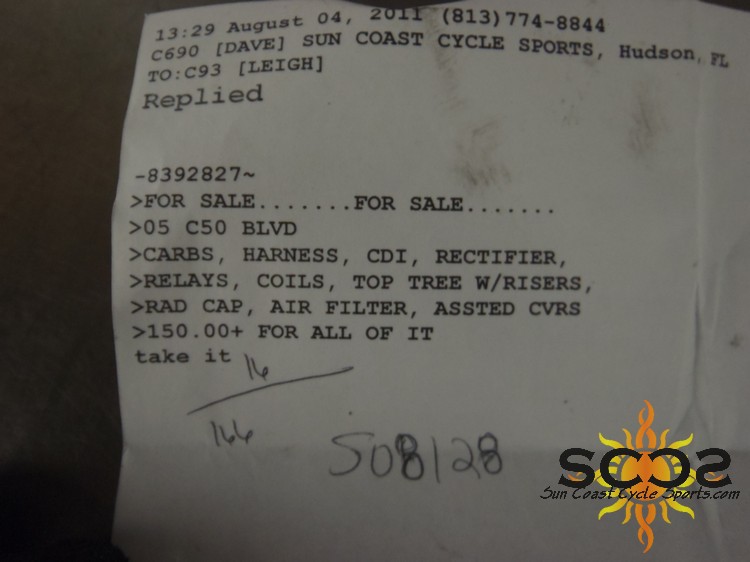 13:29 August 04, 2011 (813)774-8844
C690 [DAVE] SUN COAST CYCLE SPORTS, Hudson, FL
TO:C93 [LEIGH]
Replied
-8392827~
>FOR SALE.......FOR SALE.......
>05 C50 BLVD
>CARBS, HARNESS, CDI, RECTIFIER,
>RELAYS, COILS, TOP TREE W/RISERS,
>RAD CAP, AIR FILTER, ASSTED CVRS
>150.00+ FOR ALL OF IT
take it
16
166
508128
SCCS
Sun Coast Cycle Sports.com